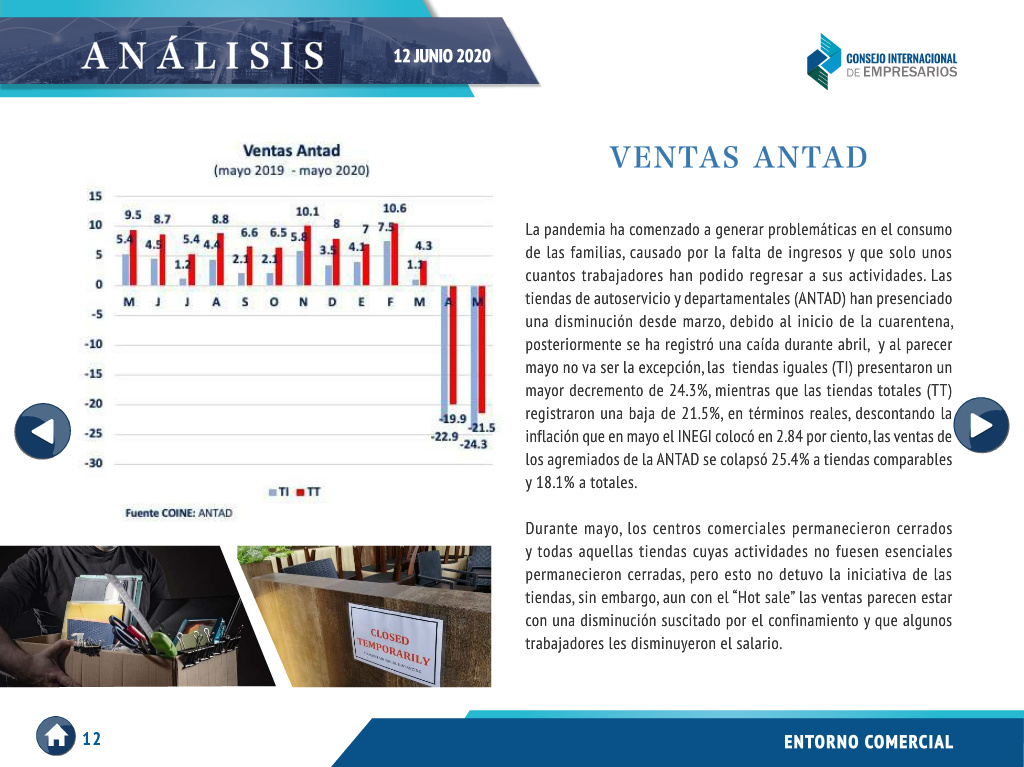 ANÁLISIS
12 JUNIO 2020
CONSEJO INTERNACIONAL
DE EMPRESARIOS
Ventas Antad
(mayo 2019 - mayo 2020)
15
10
5
0
-5
-10
-15
-20
-25
-30
5.4 9.5 4.5 8.7 1.2 5.4 4.4 8.8 2.1 6.6 2.1 6.5 5.8 10.1 3.5 8 4.1 7 7.5 10.6 1.1 4.3
M J J A S O N D E F M A M
-22.9 -19.9 -24.3 -21.5
TI TT
Fuente COINE: ANTAD
CLOSED
TEMPORARILY
VENTAS ANTAD
La pandemia ha comenzado a generar problemáticas en el consumo
de las familias, causado por la falta de ingresos y que solo unos
cuantos trabajadores han podido regresar a sus actividades. Las
tiendas de autoservicio y departamentales (ANTAD) han presenciado
una disminución desde marzo, debido al inicio de la cuarentena,
posteriormente se ha registró una caída durante abril, y al parecer
mayo no va ser la excepción, las tiendas iguales (TI) presentaron un
mayor decremento de 24.3%, mientras que las tiendas totales (TT)
registraron una baja de 21.5%, en términos reales, descontando la
inflación que en mayo el INEGI colocó en 2.84 por ciento, las ventas de
los agremiados de la ANTAD se colapsó 25.4% a tiendas comparables
y 18.1% a totales.
Durante mayo, los centros comerciales permanecieron cerrados
y todas aquellas tiendas cuyas actividades no fuesen esenciales
permanecieron cerradas, pero esto no detuvo la iniciativa de las
tiendas, sin embargo, aun con el “Hot sale” las ventas parecen estar
con una disminución suscitado por el confinamiento y que algunos
trabajadores les disminuyeron el salario.
12
ENTORNO COMERCIAL